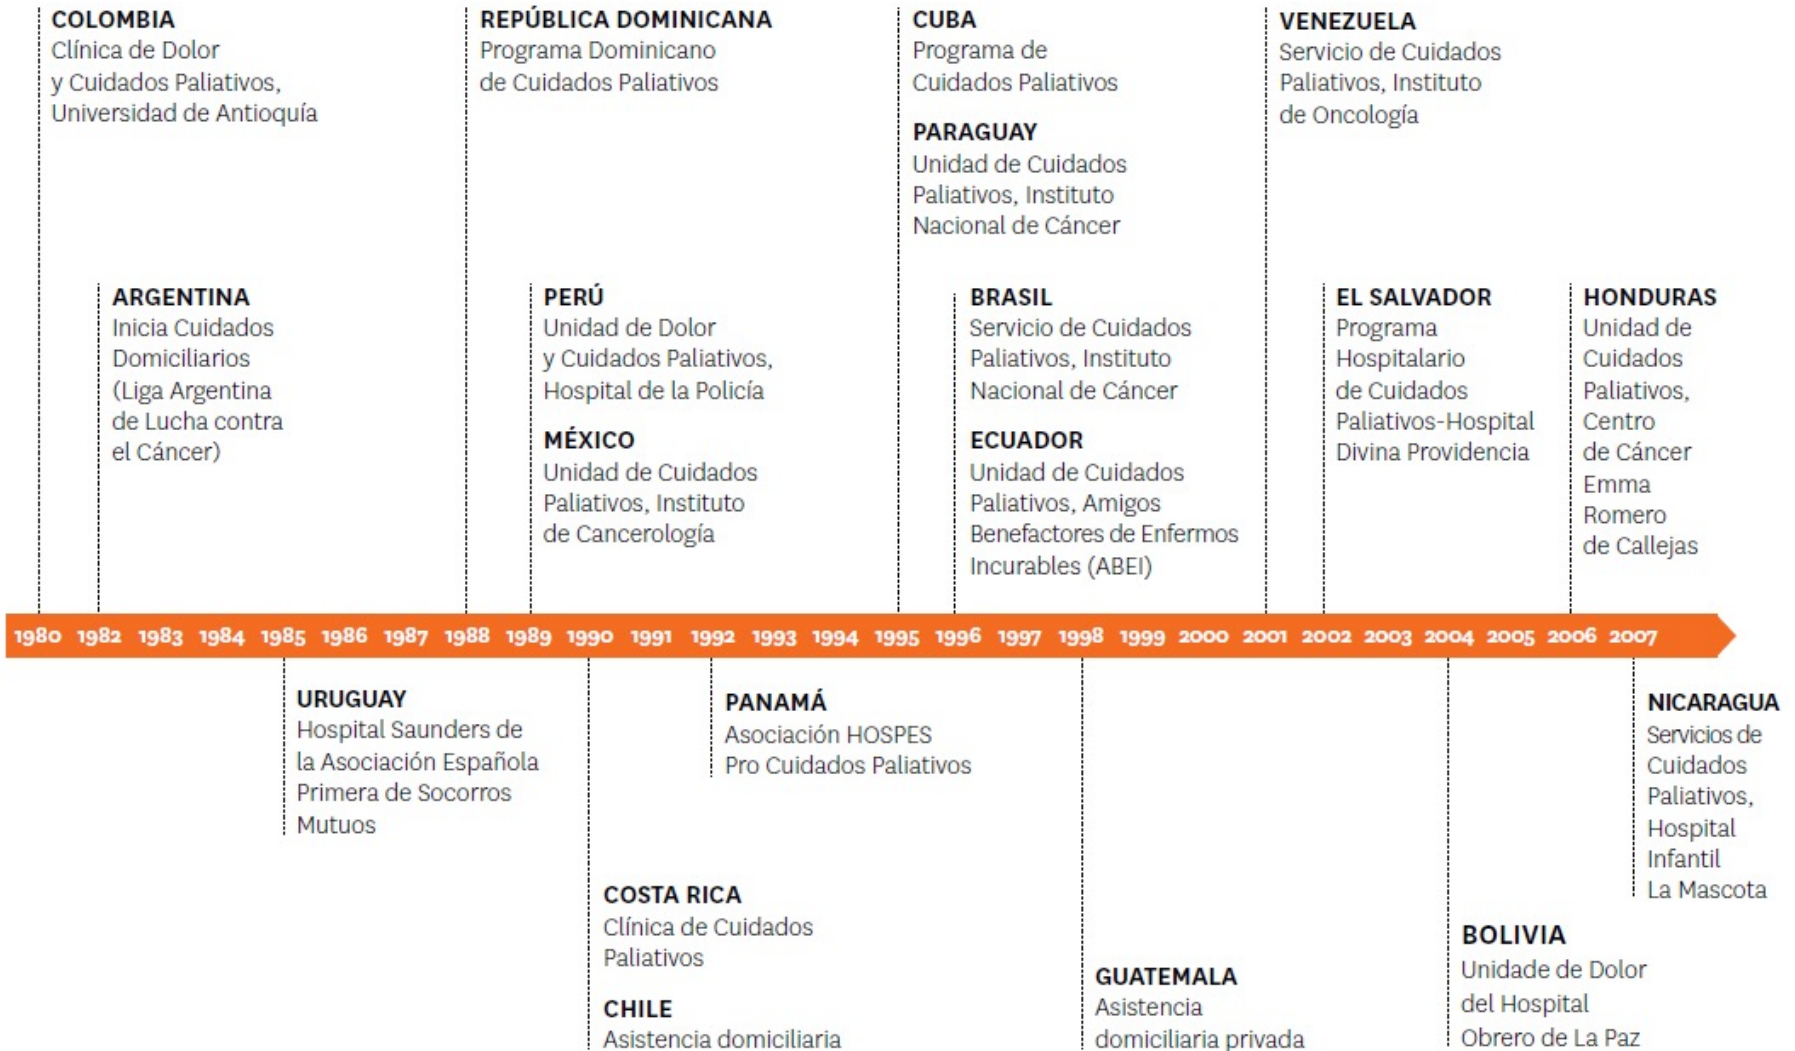 COLOMBIA
Clínica de Dolor
y Cuidados Paliativos,
Universidad de Antioquía
REPÚBLICA DOMINICANA
Programa Dominicano
de Cuidados Paliativos
CUBA
Programa de
Cuidados Paliativos
PARAGUAY
Unidad de Cuidados
Paliativos, Instituto
Nacional de Cáncer
VENEZUELA
Servicio de Cuidados
Paliativos, Instituto
de Oncología
ARGENTINA
Inicia Cuidados
Domiciliarios
(Liga Argentina
de Lucha contra
el Cáncer)
PERÚ
Unidad de Dolor
y Cuidados Paliativos,
Hospital de la Policía
MÉXICO
Unidad de Cuidados
Paliativos, Instituto
de Cancerología
BRASIL
Servicio de Cuidados
Paliativos, Instituto
Nacional de Cáncer
ECUADOR
Unidad de Cuidados
Paliativos, Amigos
Benefactores de Enfermos
Incurables (ABEI)
EL SALVADOR
Programa
Hospitalario
de Cuidados
Paliativos-Hospital
Divina Providencia
HONDURAS
Unidad de
Cuidados
Paliativos,
Centro
de Cáncer
Emma
Romero
de Callejas
1980 1982 1983 1984 1985 1986 1987 1988 1989 1990 1991 1992 1993 1994 1995 1996 1997 1998 1999 2000 2001 2002 2003 2004 2005 2006 2007
URUGUAY
Hospital Saunders de
la Asociación Española
Primera de Socorros
Mutuos
PANAMÁ
Asociación HOSPES
Pro Cuidados Paliativos
NICARAGUA
Servicios de
Cuidados
Paliativos,
Hospital
Infantil
La Mascota
COSTA RICA
Clínica de Cuidados
Paliativos
CHILE
Asistencia domiciliaria
GUATEMALA
Asistencia
domiciliaria privada
BOLIVIA
Unidade de Dolor
del Hospital
Obrero de La Paz